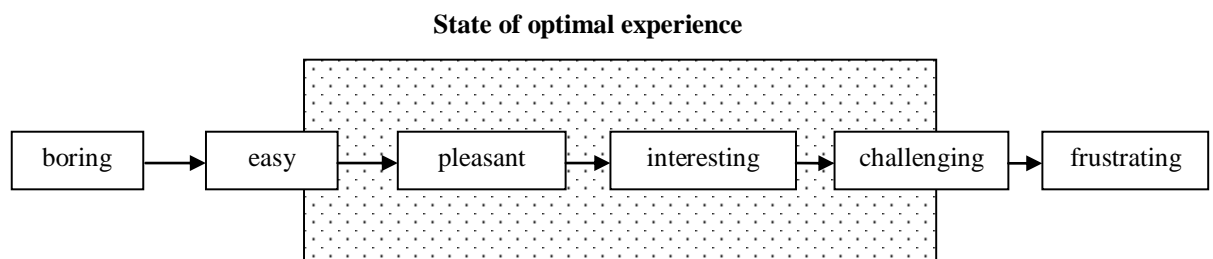 State of optimal experience
boring easy pleasant interesting challenging frustrating